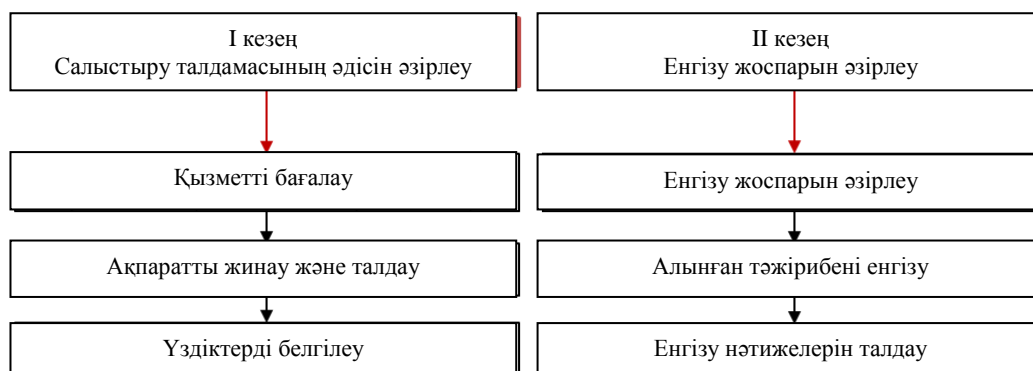 І кезең
Салыстыру талдамасының әдісін әзірлеу
Қызметті бағалау
Ақпаратты жинау және талдау
Үздіктерді белгілеу
ІІ кезең
Енгізу жоспарын әзірлеу
Енгізу жоспарын әзірлеу
Алынған тәжірибені енгізу
Енгізу нәтижелерін талдау